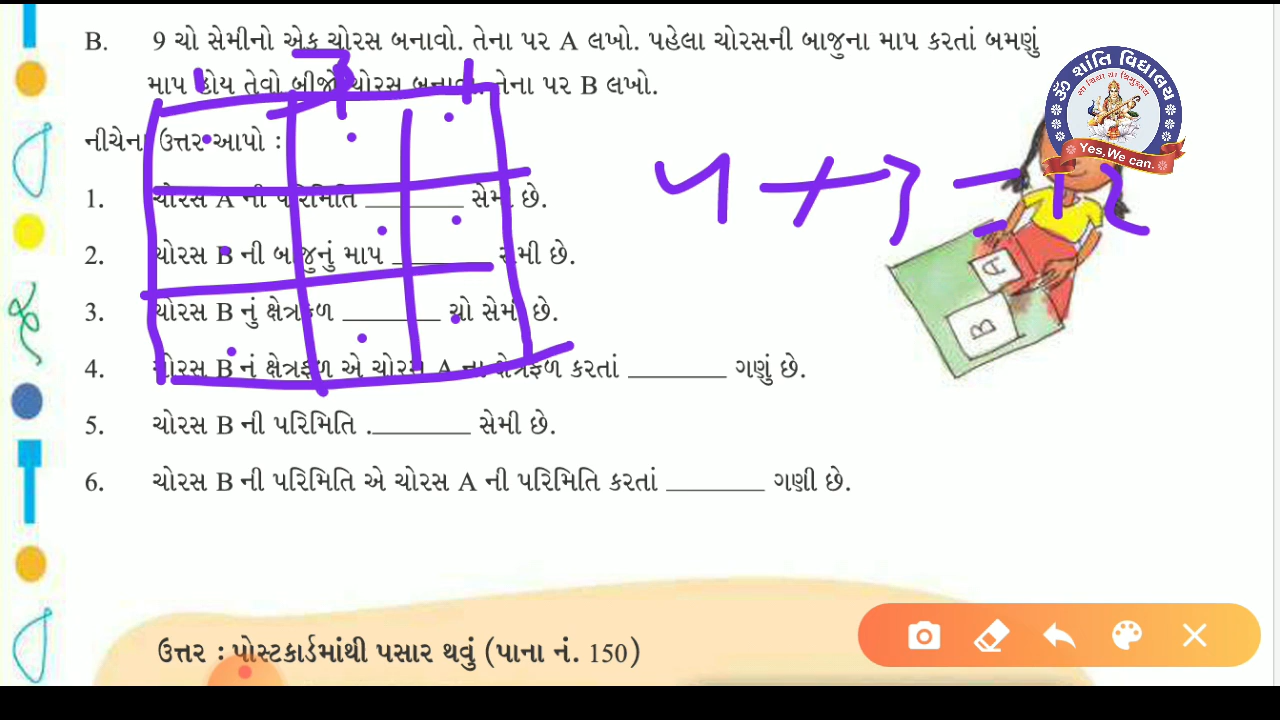 B. 9 ચો સેમીનો એક ચોરસ બનાવો. તેના પર A લખો. પહેલા ચોરસની બાજુના માપ કરતાં બમણું
માપ હોય તેવો બીજો ચોરસ બનાવો. તેના પર B લખો.
ૐ શાંતિ વિદ્યાલય
Yes, We can.
3
1 1
નીચેના ઉત્તર આપો :
4 × 3 = 12
1. ચોરસ A ની પરિમિતિ ________ સેમી છે.
2. ચોરસ B ની બાજુનું માપ ________ સેમી છે.
A
B
3. ચોરસ B નું ક્ષેત્રફળ ________ ચો સેમી છે.
4. ચોરસ B નું ક્ષેત્રફળ એ ચોરસ A ના ક્ષેત્રફળ કરતાં ________ ગણું છે.
5. ચોરસ B ની પરિમિતિ .________ સેમી છે.
6. ચોરસ B ની પરિમિતિ એ ચોરસ A ની પરિમિતિ કરતાં ________ ગણી છે.
ઉત્તર : પોસ્ટકાર્ડમાંથી પસાર થવું (પાના નં. 150)